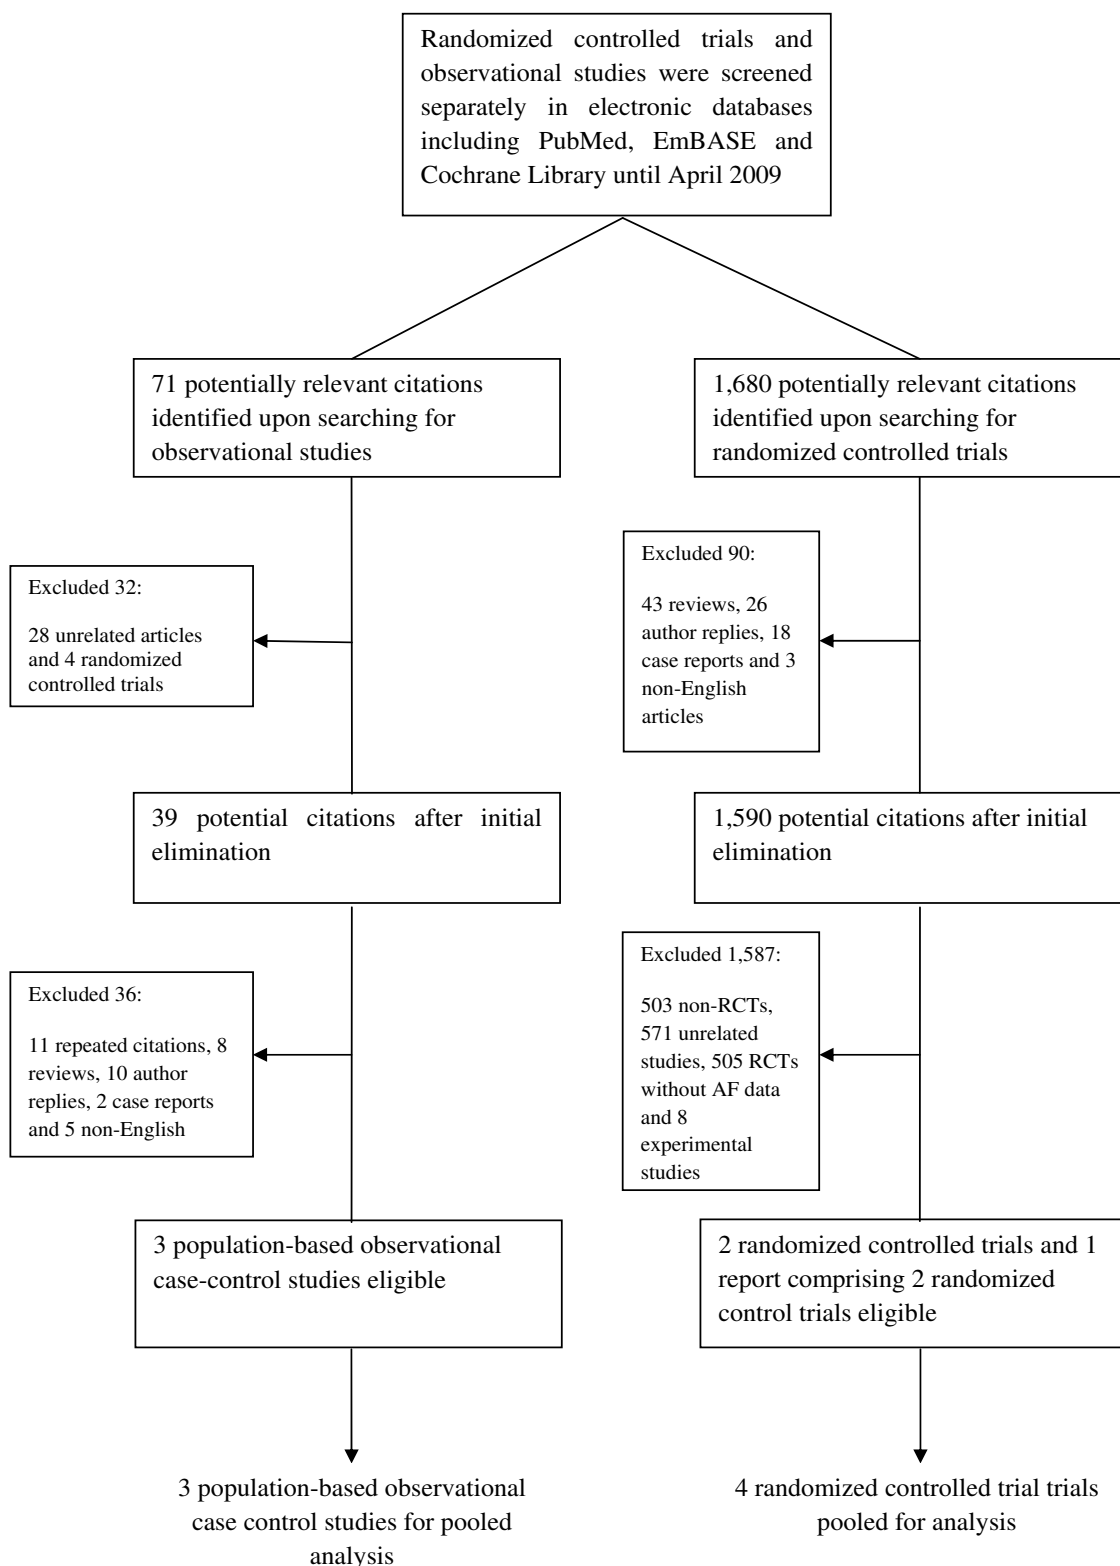 Randomized controlled trials and
observational studies were screened
separately in electronic databases
including PubMed, EmBASE and
Cochrane Library until April 2009
71 potentially relevant citations
identified upon searching for
observational studies
1,680 potentially relevant citations
identified upon searching for
randomized controlled trials
Excluded 32:
28 unrelated articles
and 4 randomized
controlled trials
Excluded 90:
43 reviews, 26
author replies, 18
case reports and 3
non-English
articles
39 potential citations after initial
elimination
1,590 potential citations after initial
elimination
Excluded 36:
11 repeated citations, 8
reviews, 10 author
replies, 2 case reports
and 5 non-English
Excluded 1,587:
503 non-RCTs,
571 unrelated
studies, 505 RCTs
without AF data
and 8
experimental
studies
3 population-based observational
case-control studies eligible
2 randomized controlled trials and 1
report comprising 2 randomized
control trials eligible
3 population-based observational
case control studies for pooled
analysis
4 randomized controlled trial trials
pooled for analysis